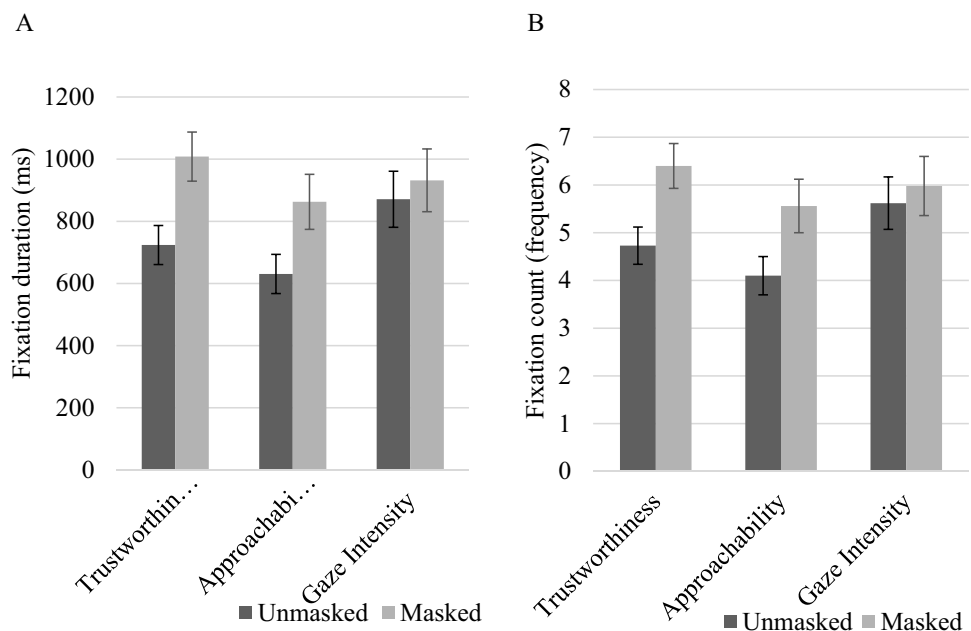 A
Fixation duration (ms)
1200
1000
800
600
400
200
0
Trustworthin…
Approachabi…
Gaze Intensity
Unmasked
Masked
B
Fixation count (frequency)
8
7
6
5
4
3
2
1
0
Trustworthiness
Approachability
Gaze Intensity
Unmasked
Masked